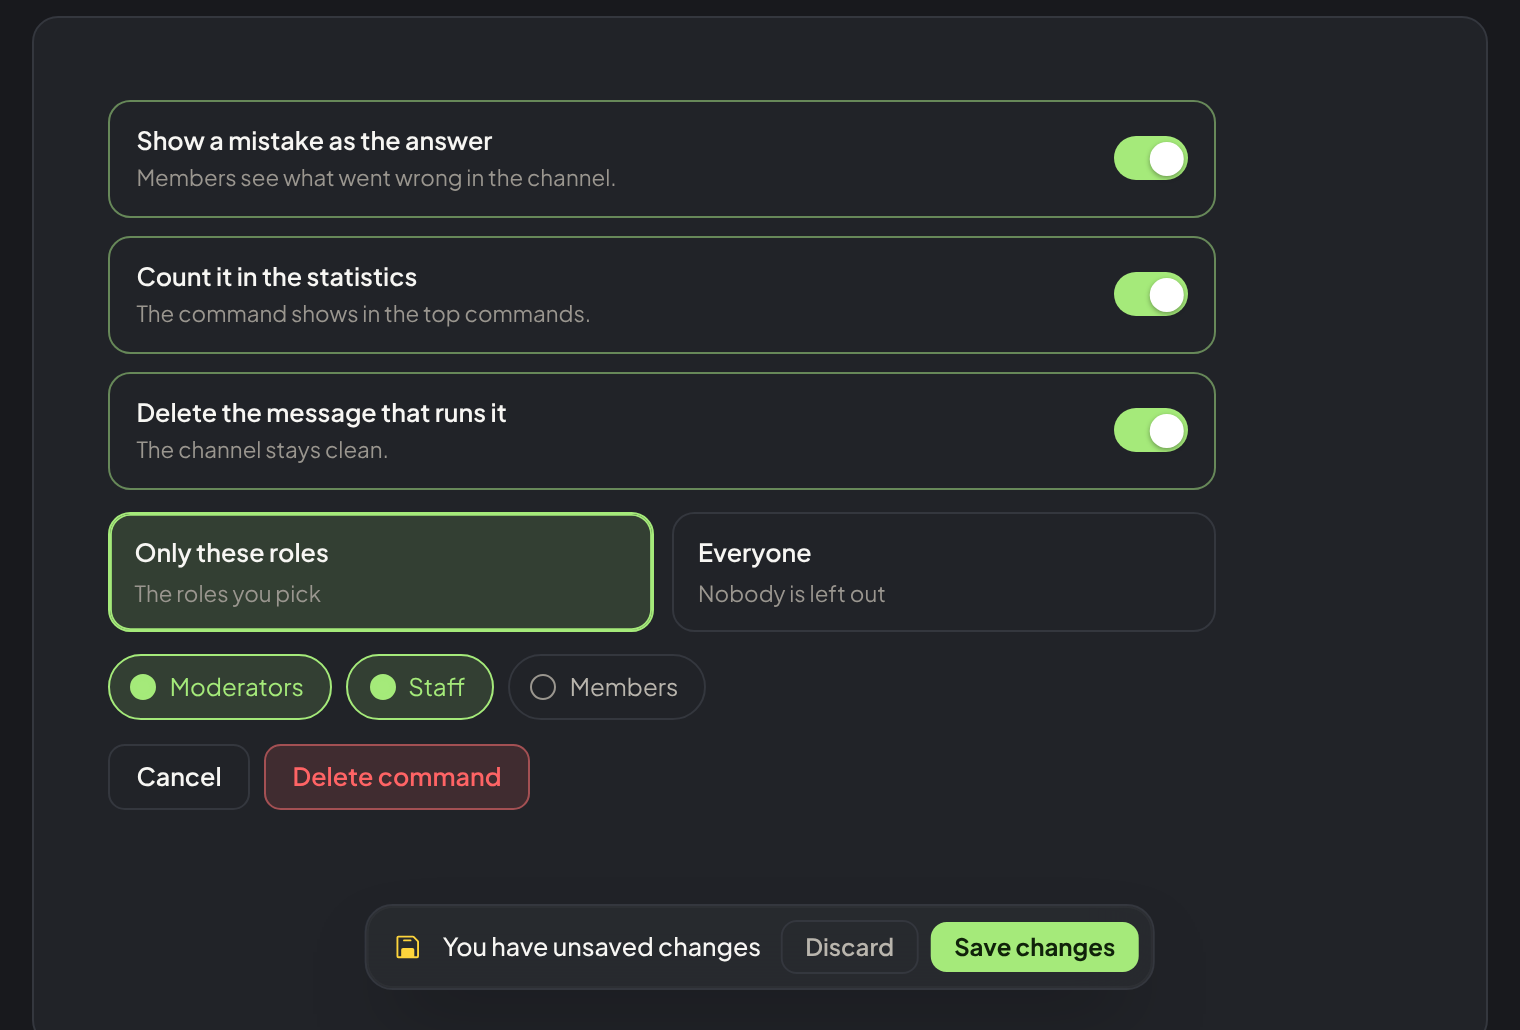 Show a mistake as the answer
Members see what went wrong in the channel.
Count it in the statistics
The command shows in the top commands.
Delete the message that runs it
The channel stays clean.
Only these roles
The roles you pick
Everyone
Nobody is left out
Moderators
Staff
Members
Cancel
Delete command
You have unsaved changes
Discard
Save changes